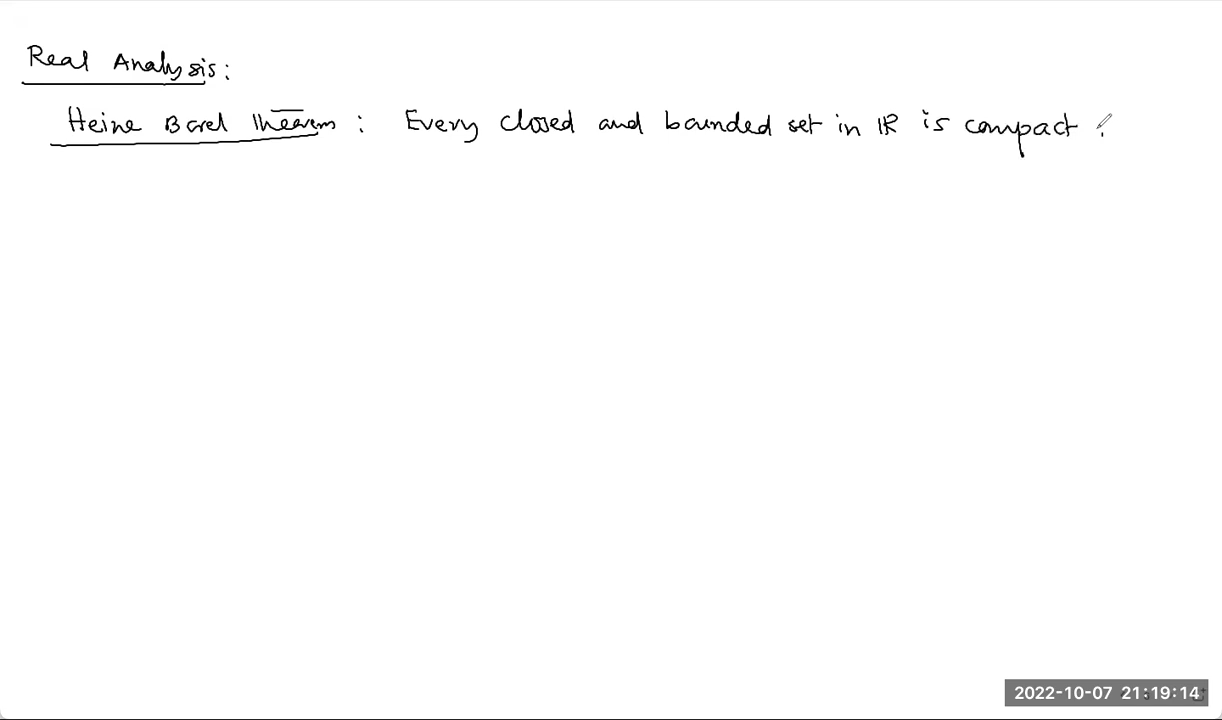 Real Analysis:
Heine Borel Theorem : Every closed and bounded set in ℝ is compact
2022-10-07 21:19:14